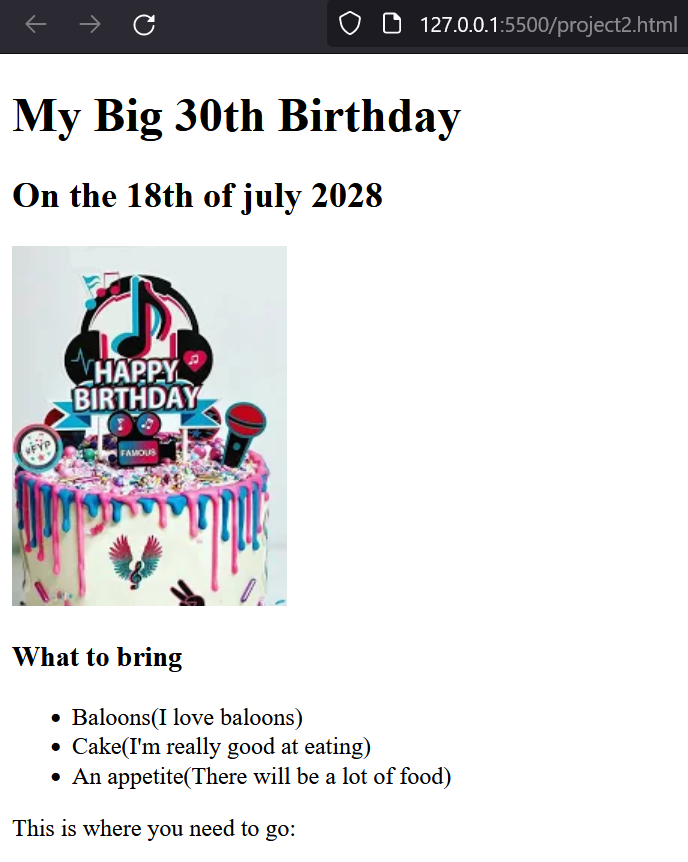 127.0.0.1:5500/project2.html
My Big 30th Birthday
On the 18th of july 2028
HAPPY
BIRTHDAY
#FYP
FAMOUS
What to bring
Baloons(I love baloons)
Cake(I'm really good at eating)
An appetite(There will be a lot of food)
This is where you need to go: